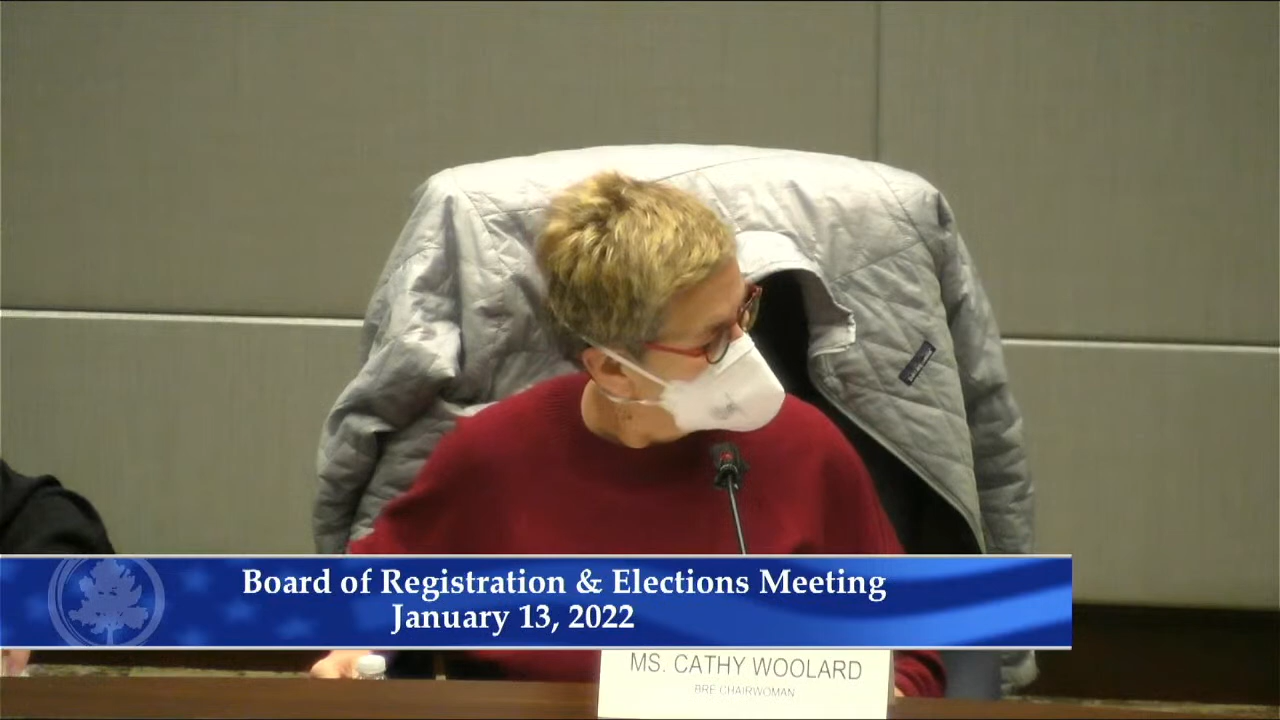 Board of Registration & Elections Meeting
January 13, 2022
MS. CATHY WOOLARD
BRE CHAIRWOMAN